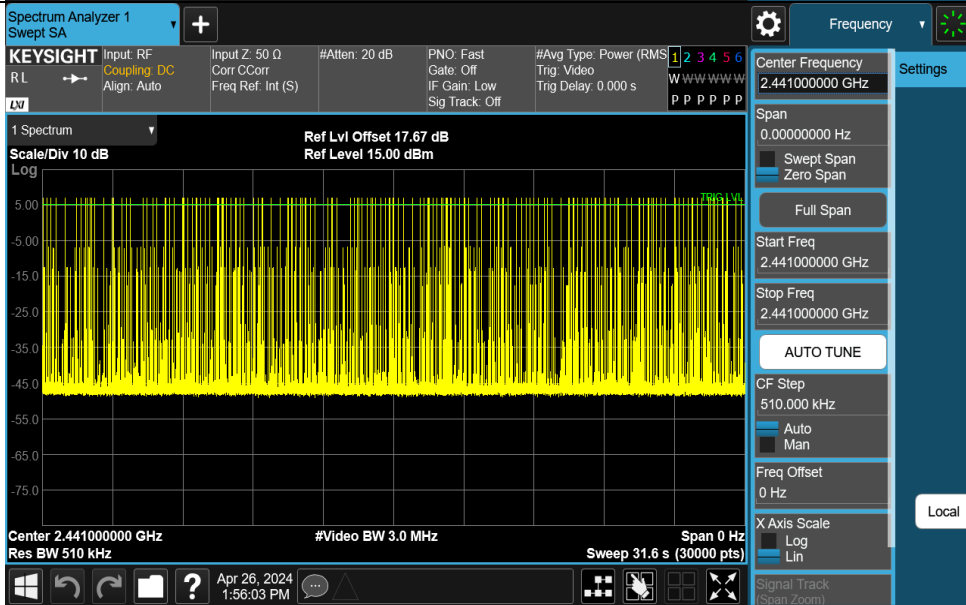 Spectrum Analyzer 1
Swept SA
+
Frequency
KEYSIGHT
RL
LXI
Input: RF
Coupling: DC
Align: Auto
Input Z: 50 Ω
Corr CCorr
Freq Ref: Int (S)
#Atten: 20 dB
PNO: Fast
Gate: Off
IF Gain: Low
Sig Track: Off
#Avg Type: Power (RMS
Trig: Video
Trig Delay: 0.000 s
1 2 3 4 5 6
W W W W W W
P P P P P P
1 Spectrum
Scale/Div 10 dB
Log
Ref Lvl Offset 17.67 dB
Ref Level 15.00 dBm
TRIG LVL
5.00
-5.00
-15.0
-25.0
-35.0
-45.0
-55.0
-65.0
-75.0
Center 2.441000000 GHz
Res BW 510 kHz
#Video BW 3.0 MHz
Span 0 Hz
Sweep 31.6 s (30000 pts)
?
Apr 26, 2024
1:56:03 PM
Center Frequency
2.441000000 GHz
Span
0.00000000 Hz
Swept Span
Zero Span
Full Span
Start Freq
2.441000000 GHz
Stop Freq
2.441000000 GHz
AUTO TUNE
CF Step
510.000 kHz
Auto
Man
Freq Offset
0 Hz
X Axis Scale
Log
Lin
Signal Track
(Span Zoom)
Settings
Local